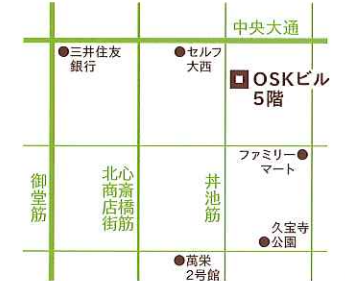 中央大通
三井住友
銀行
セルフ
大西
OSKビル
5階
ファミリー
マート
御堂筋
心斎橋筋
北商店街
丼池筋
久宝寺
公園
萬栄
2号館